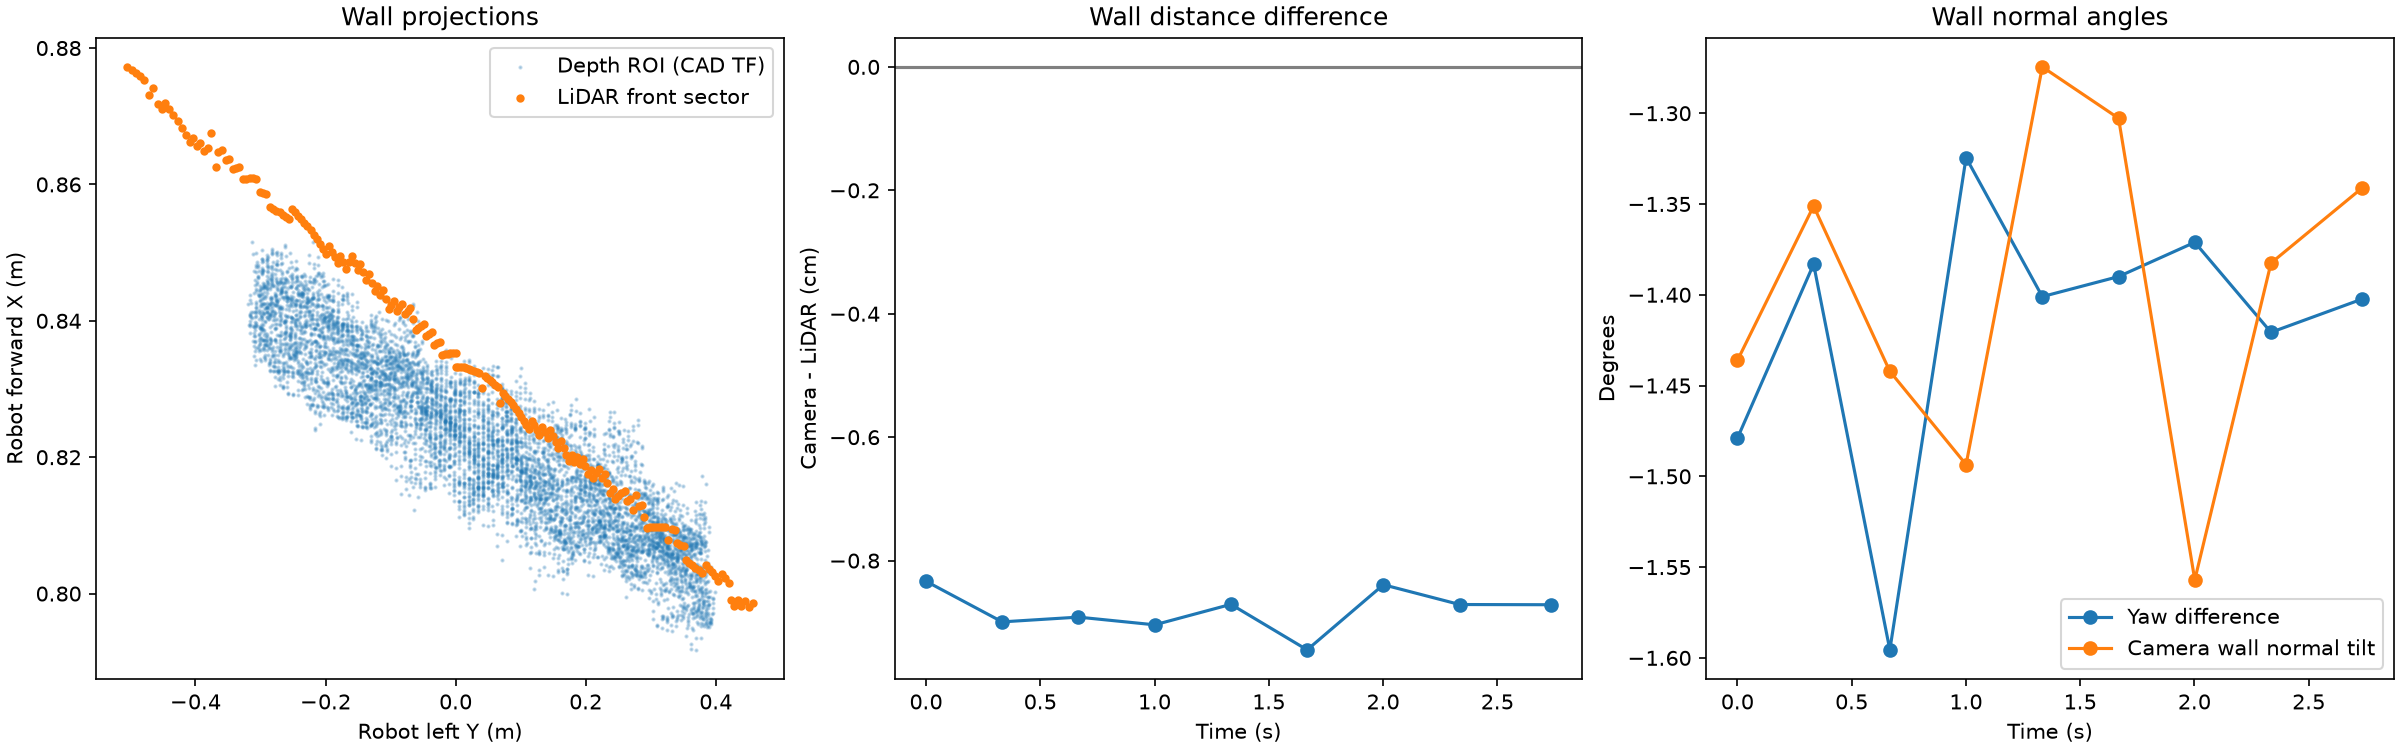 Wall projections
0.88
0.86
0.84
0.82
0.80
Robot forward X (m)
−0.4
−0.2
0.0
0.2
0.4
Robot left Y (m)
Depth ROI (CAD TF)
LiDAR front sector
Wall distance difference
0.0
−0.2
−0.4
−0.6
−0.8
Camera - LiDAR (cm)
0.0
0.5
1.0
1.5
2.0
2.5
Time (s)
Wall normal angles
−1.30
−1.35
−1.40
−1.45
−1.50
−1.55
−1.60
Degrees
0.0
0.5
1.0
1.5
2.0
2.5
Time (s)
Yaw difference
Camera wall normal tilt